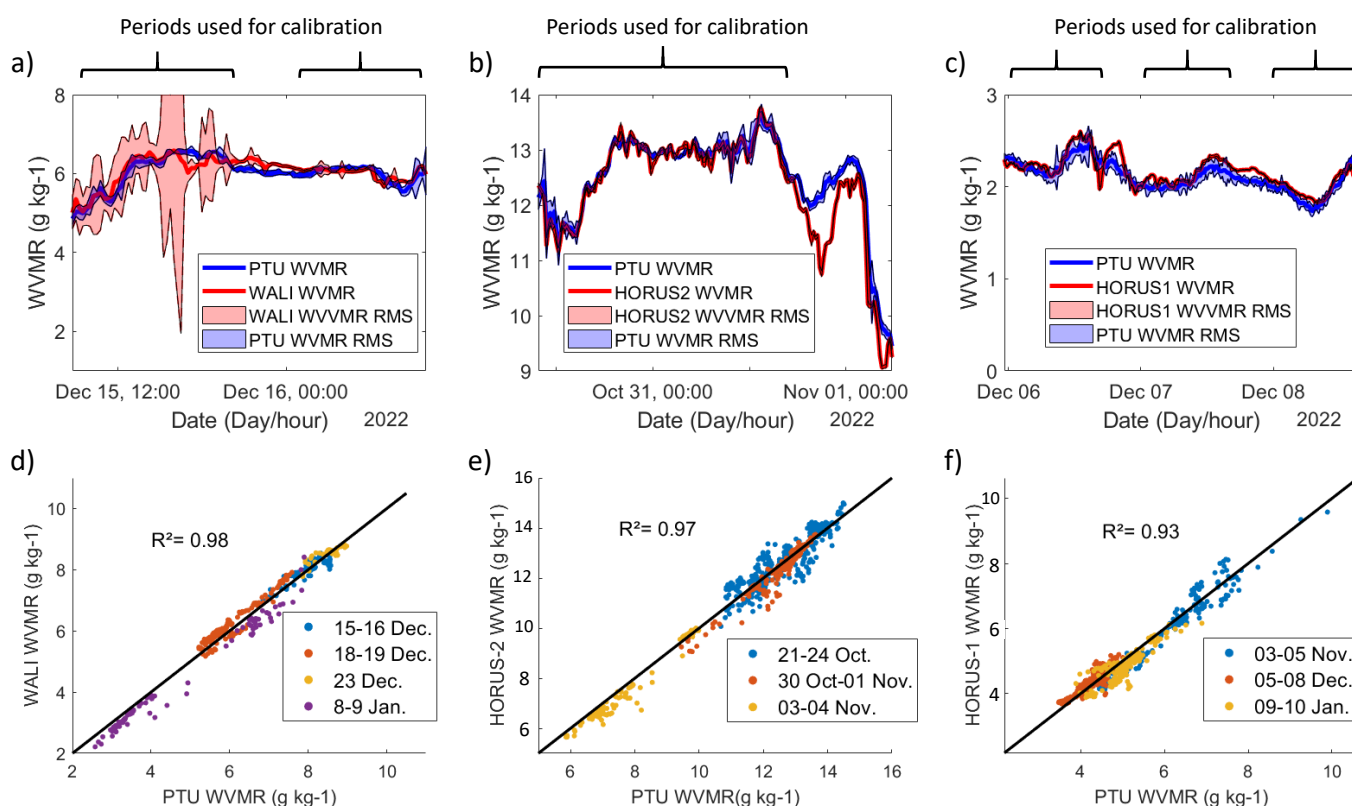 Periods used for calibration
Periods used for calibration
Periods used for calibration
a)
b)
c)
WVMR (g kg-1)
8
6
4
2
PTU WVMR
WALI WVMR
WALI WVVMR RMS
PTU WVMR RMS
Dec 15, 12:00
Dec 16, 00:00
Date (Day/hour)
2022
WVMR (g kg-1)
14
13
12
11
10
9
PTU WVMR
HORUS2 WVMR
HORUS2 WVVMR RMS
PTU WVMR RMS
Oct 31, 00:00
Nov 01, 00:00
Date (Day/hour)
2022
WVMR (g kg-1)
3
2
1
0
PTU WVMR
HORUS1 WVMR
HORUS1 WVVMR RMS
PTU WVMR RMS
Dec 06
Dec 07
Dec 08
Date (Day/hour)
2022
d)
WALI WVMR (g kg-1)
10
8
6
4
2
R²= 0.98
15-16 Dec.
18-19 Dec.
23 Dec.
8-9 Jan.
2
4
6
8
10
PTU WVMR (g kg-1)
e)
HORUS-2 WVMR (g kg-1)
16
14
12
10
8
6
R²= 0.97
21-24 Oct.
30 Oct-01 Nov.
03-04 Nov.
6
8
10
12
14
16
PTU WVMR(g kg-1)
f)
HORUS-1 WVMR (g kg-1)
10
8
6
4
R²= 0.93
03-05 Nov.
05-08 Dec.
09-10 Jan.
4
6
8
10
PTU WVMR (g kg-1)